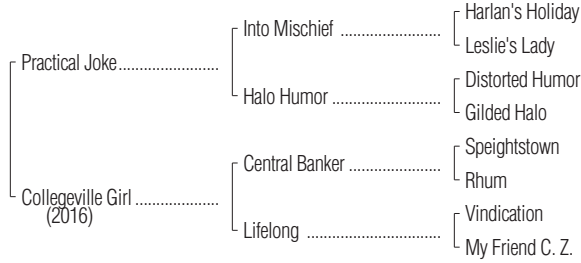 Harlan's Holiday
Into Mischief ....................
Leslie's Lady
Practical Joke....................
Distorted Humor
Halo Humor ......................
Gilded Halo
Speightstown
Central Banker ..................
Rhum
Collegeville Girl .................
(2016)
Vindication
Lifelong ...........................
My Friend C. Z.